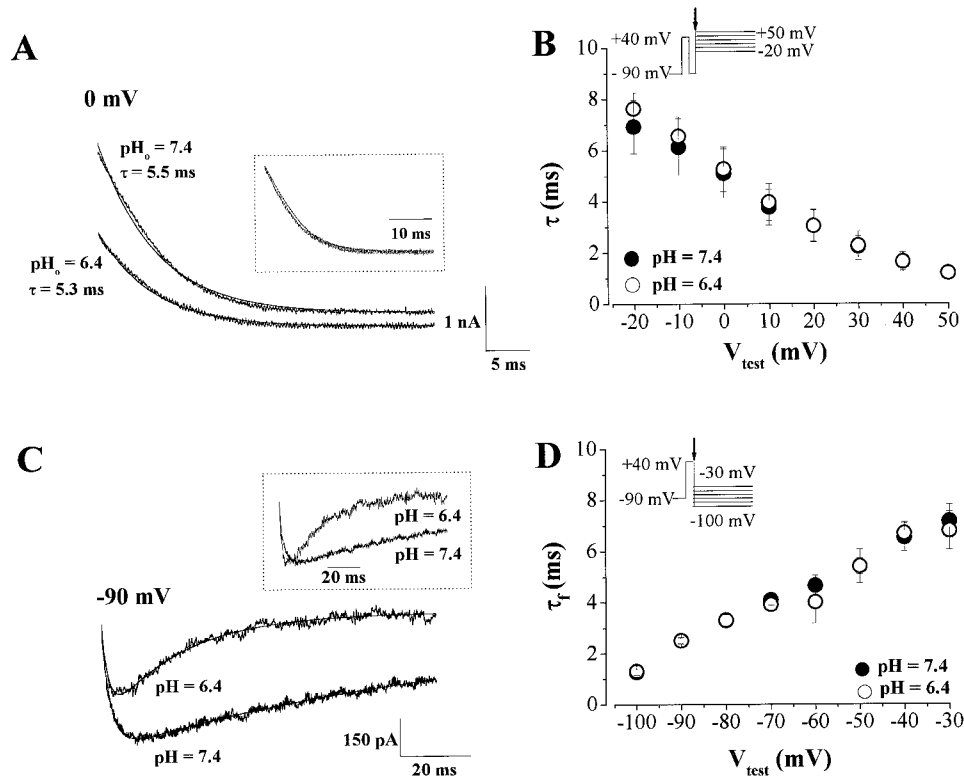 A
0 mV
pHo = 7.4
τ = 5.5 ms
pHo = 6.4
τ = 5.3 ms
10 ms
1 nA
5 ms
B
+40 mV
- 90 mV
+50 mV
-20 mV
10
8
6
4
2
0
τ (ms)
pH = 7.4
pH = 6.4
-20 -10 0 10 20 30 40 50
Vtest (mV)
C
-90 mV
pH = 6.4
pH = 7.4
20 ms
pH = 6.4
pH = 7.4
150 pA
20 ms
D
+40 mV
-90 mV
-30 mV
-100 mV
10
8
6
4
2
0
τf (ms)
pH = 7.4
pH = 6.4
-100 -90 -80 -70 -60 -50 -40 -30
Vtest (mV)